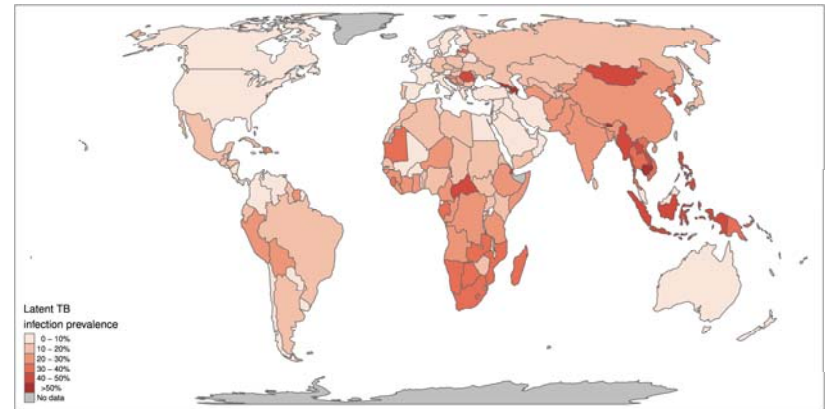 Latent TB
infection prevalence
0 – 10%
10 – 20%
20 – 30%
30 – 40%
40 – 50%
>50%
No data